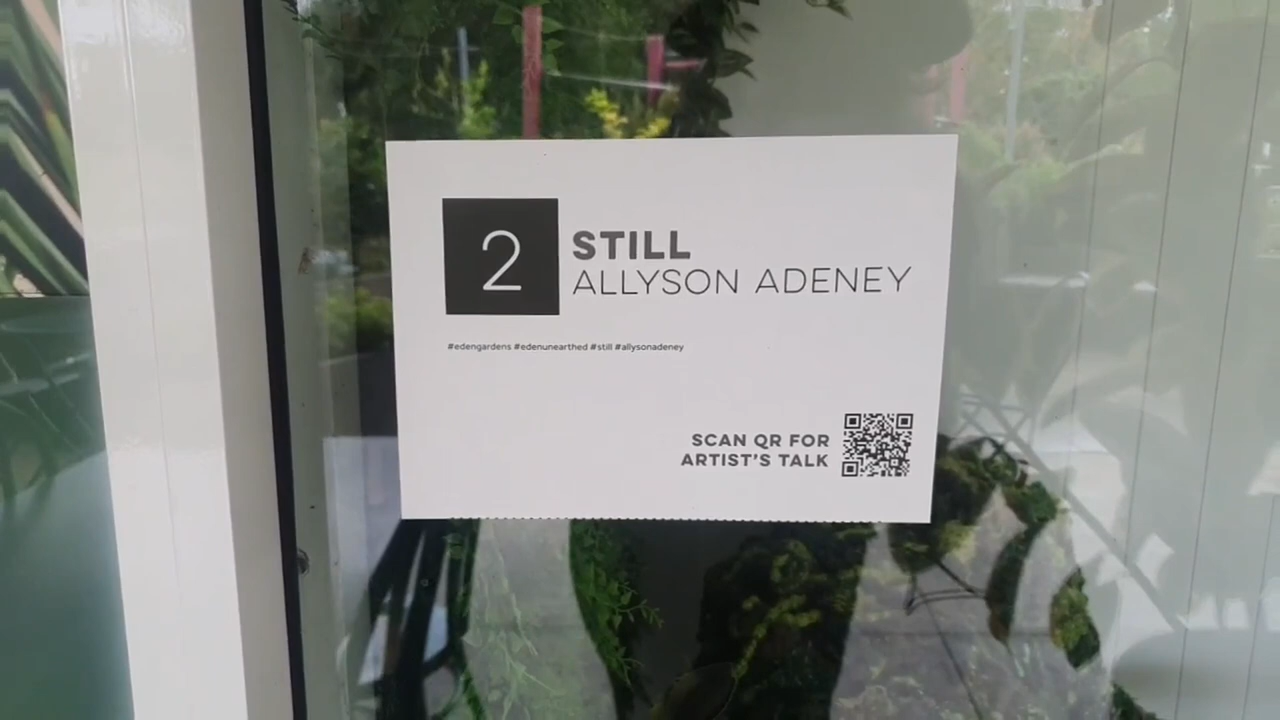 2
STILL
ALLYSON ADENEY
#edengardens #edenunearthed #still #allysonadeney
SCAN QR FOR
ARTIST'S TALK